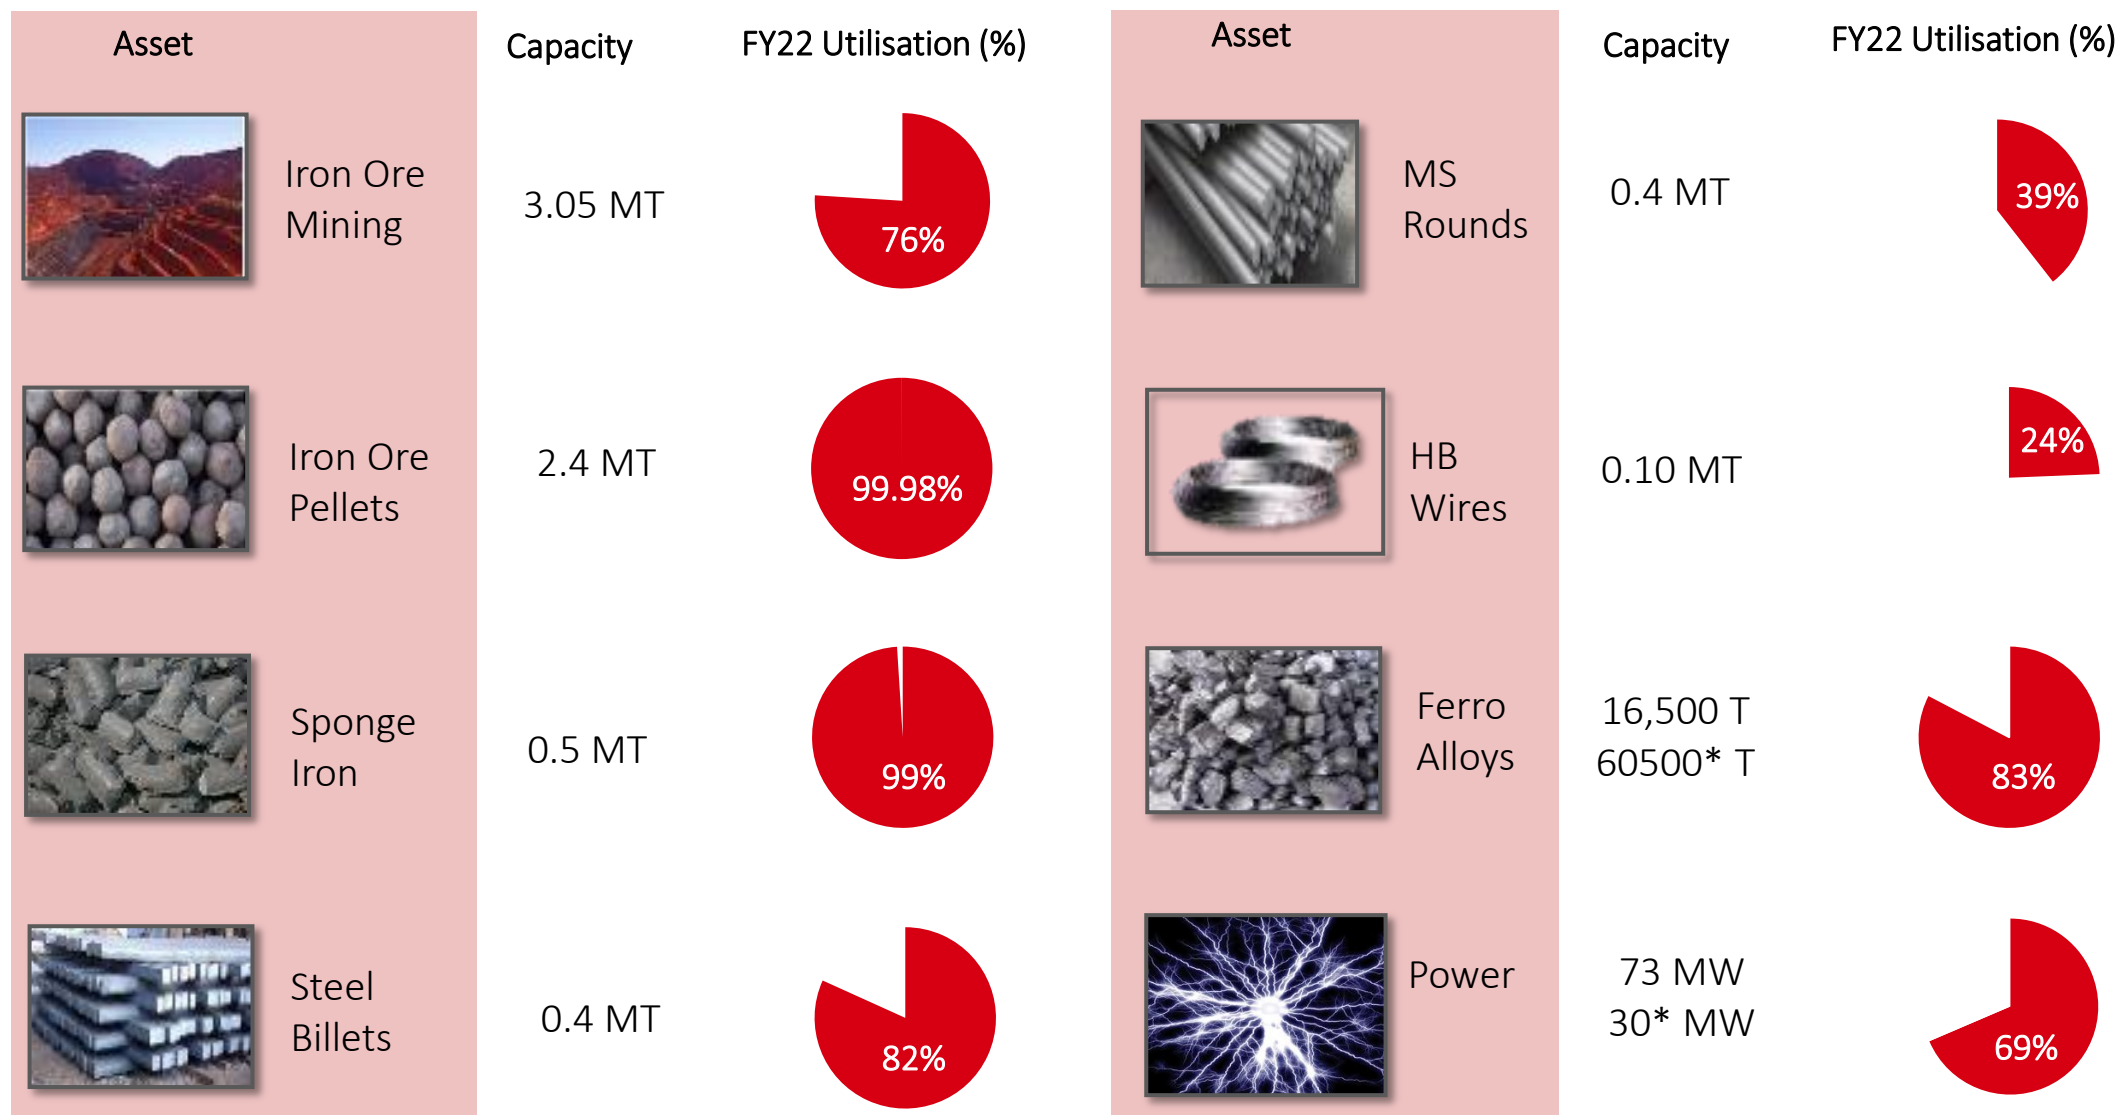 Asset
Capacity
FY22 Utilisation (%)
Iron Ore
Mining
3.05 MT
76%
Iron Ore
Pellets
2.4 MT
99.98%
Sponge
Iron
0.5 MT
99%
Steel
Billets
0.4 MT
82%
Asset
Capacity
FY22 Utilisation (%)
MS
Rounds
0.4 MT
39%
HB
Wires
0.10 MT
24%
Ferro
Alloys
16,500 T
60500* T
83%
Power
73 MW
30* MW
69%